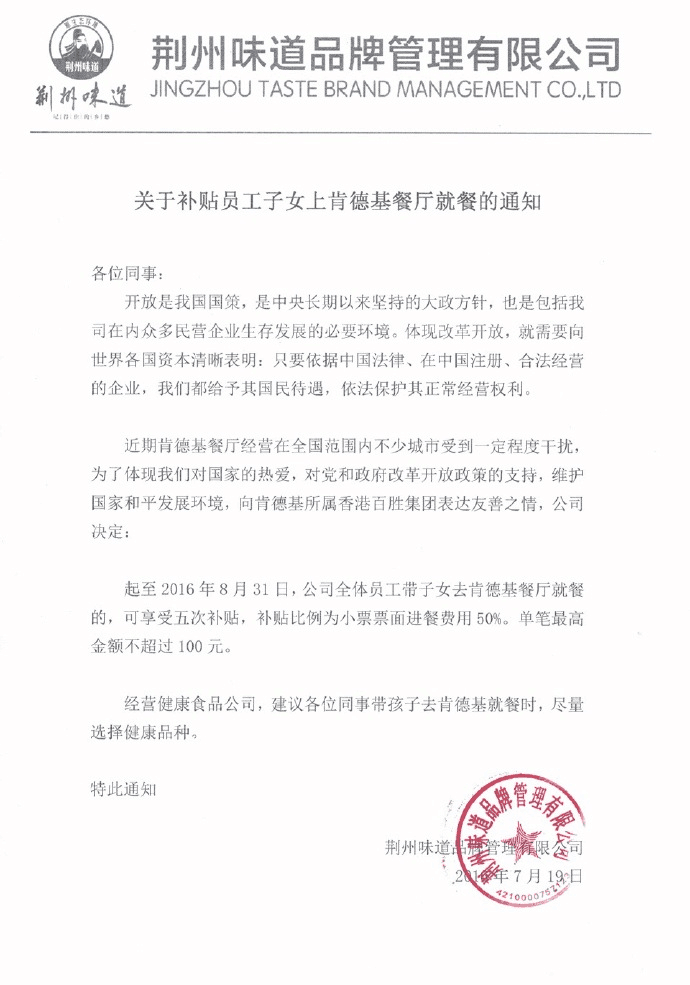 荆州味道
荆州味道品牌管理有限公司
荆州味道
JINGZHOU TASTE BRAND MANAGEMENT CO.,LTD
关于补贴员工子女上肯德基餐厅就餐的通知
各位同事：
开放是我国国策，是中央长期以来坚持的大政方针，也是包括我
司在内众多民营企业生存发展的必要环境。体现改革开放，就需要向
世界各国资本清晰表明：只要依据中国法律、在中国注册、合法经营
的企业，我们都给予其国民待遇，依法保护其正常经营权利。
近期肯德基餐厅经营在全国范围内不少城市受到一定程度干扰，
为了体现我们对国家的热爱，对党和政府改革开放政策的支持，维护
国家和平发展环境，向肯德基所属香港百胜集团表达友善之情，公司
决定：
起至 2016 年 8 月 31 日，公司全体员工带子女去肯德基餐厅就餐
的，可享受五次补贴，补贴比例为小票票面进餐费用 50%。单笔最高
金额不超过 100 元。
经营健康食品公司，建议各位同事带孩子去肯德基就餐时，尽量
选择健康品种。
特此通知
荆州味道品牌管理有限公司
荆州味道品牌管理有限公司
2016 年 7 月 19 日